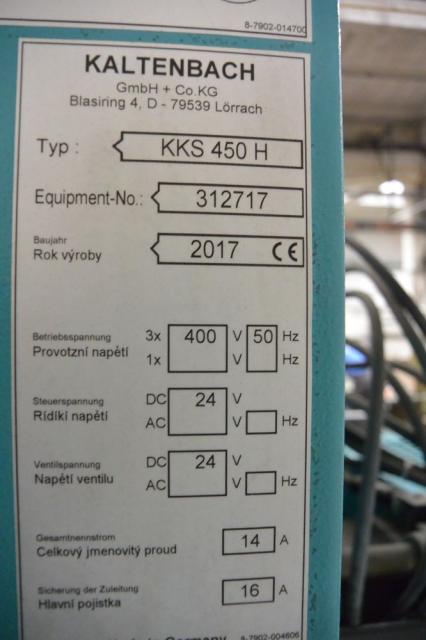 8-7902-014700
KALTENBACH
GmbH + Co.KG
Blasiring 4, D - 79539 Lörrach
Typ : KKS 450 H
Equipment-No.: 312717
Baujahr
Rok výroby 2017 CE
Betriebsspannung 3x 400 V 50 Hz
Provotzní napětí 1x V Hz
Steuerspannung DC 24 V
Rídíkí napětí AC V Hz
Ventilspannung DC 24 V
Napětí ventilu AC V Hz
Gesamtnennstrom
Celkový jmenovitý proud 14 A
Sicherung der Zuleitung
Hlavní pojistka 16 A
Germany 8-7902-004606